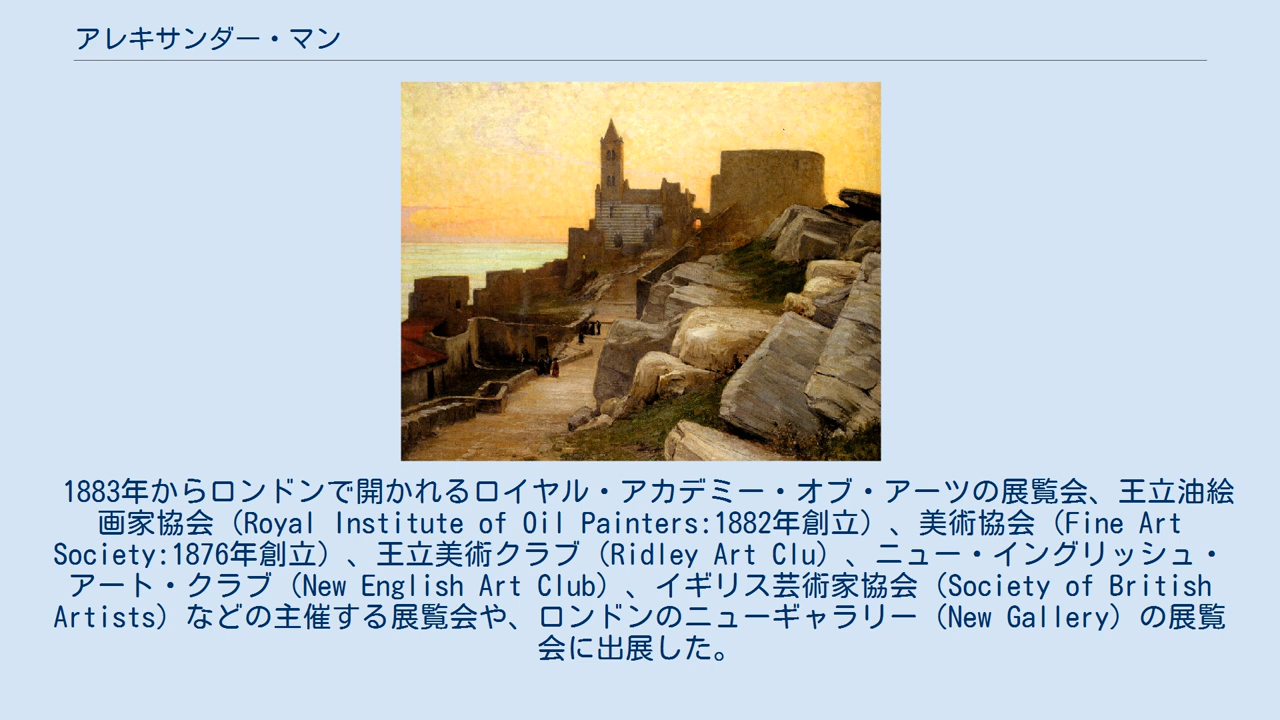 アレキサンダー・マン
1883年からロンドンで開かれるロイヤル・アカデミー・オブ・アーツの展覧会、王立油絵
画家協会（Royal Institute of Oil Painters:1882年創立）、美術協会（Fine Art
Society:1876年創立）、王立美術クラブ（Ridley Art Clu）、ニュー・イングリッシュ・
アート・クラブ（New English Art Club）、イギリス芸術家協会（Society of British
Artists）などの主催する展覧会や、ロンドンのニューギャラリー（New Gallery）の展覧
会に出展した。